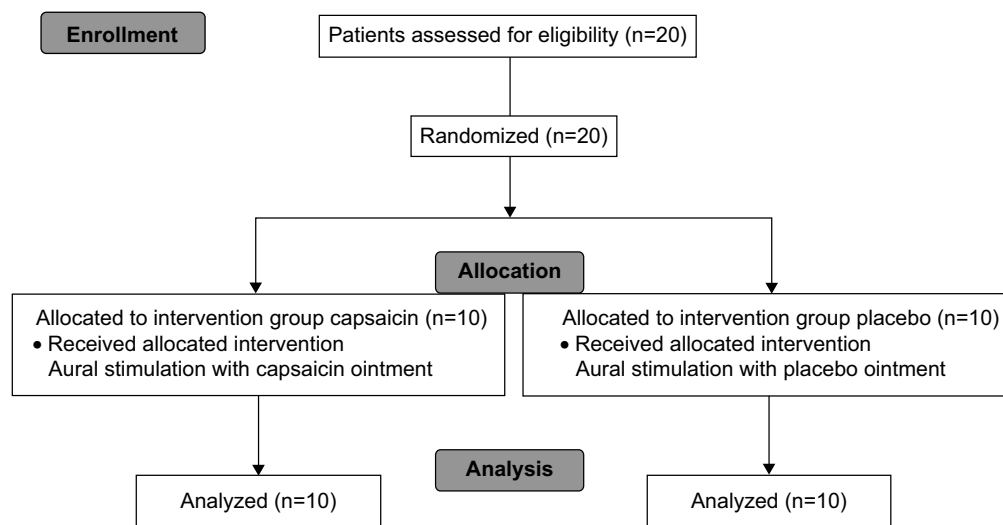 Enrollment
Patients assessed for eligibility (n=20)
Randomized (n=20)
Allocation
Allocated to intervention group capsaicin (n=10)
• Received allocated intervention
Aural stimulation with capsaicin ointment
Allocated to intervention group placebo (n=10)
• Received allocated intervention
Aural stimulation with placebo ointment
Analysis
Analyzed (n=10)
Analyzed (n=10)